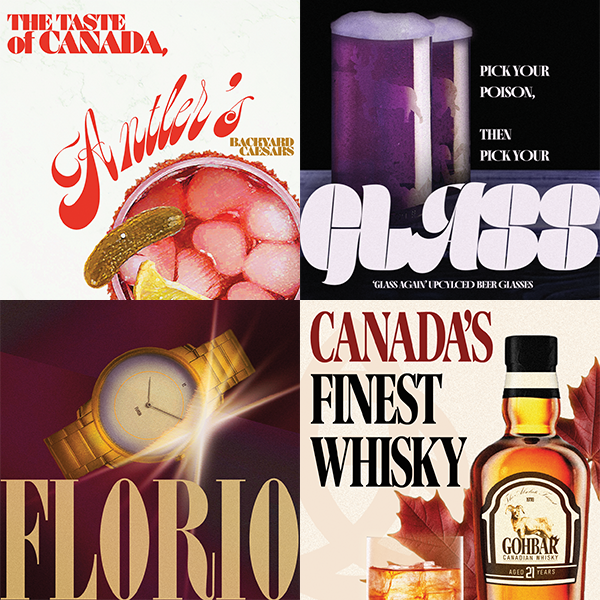 THE TASTE
of CANADA,
Antler's
BACKYARD
CAESARS
PICK YOUR
POISON,
THEN
PICK YOUR
GLASS
'GLASS AGAIN' UPCYLCED BEER GLASSES
FLORIO
CANADA'S
FINEST
WHISKY
GOHBAR
CANADIAN WHISKY
AGED 21 YEARS